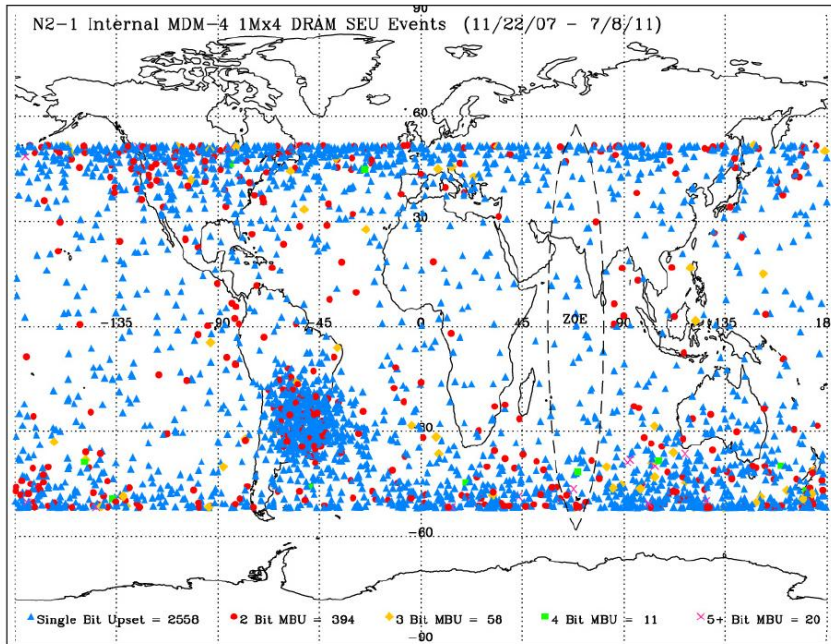 90
N2-1 Internal MDM-4 1Mx4 DRAM SEU Events (11/22/07 - 7/8/11)
60
30
-135 -90 -45 0 45 90 135 18
ZOE
-30
-60
Single Bit Upset = 2558 2 Bit MBU = 394 3 Bit MBU = 58 4 Bit MBU = 11 5+ Bit MBU = 20
-90